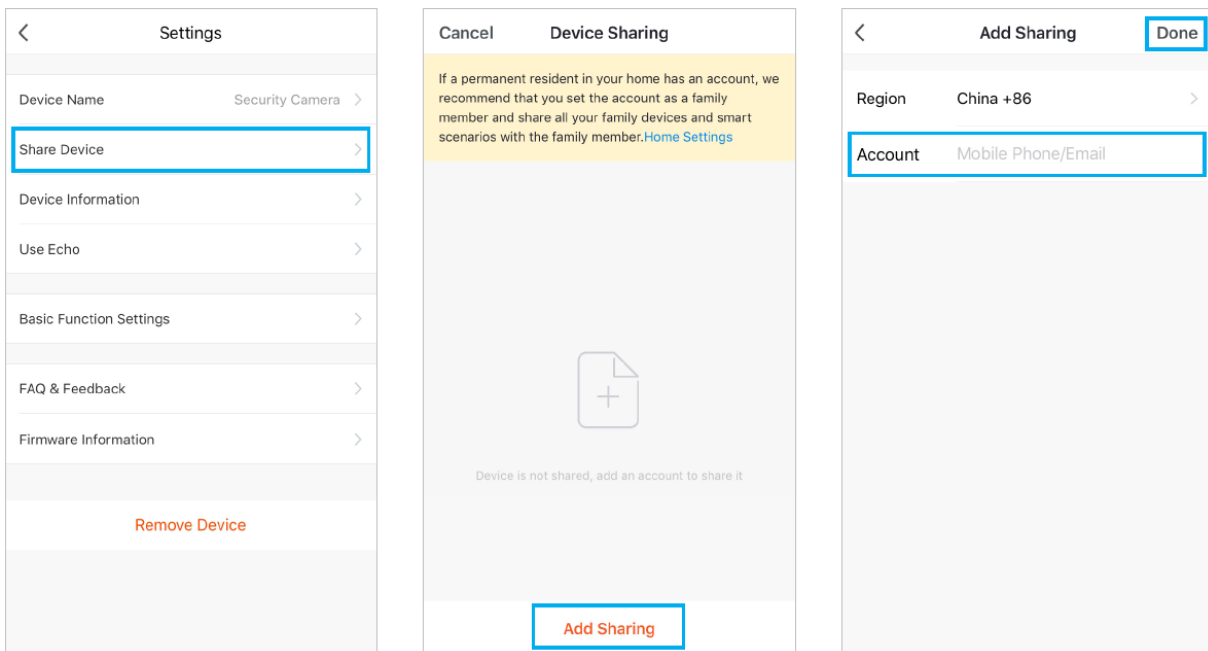 Settings
Device Name Security Camera
Share Device
Device Information
Use Echo
Basic Function Settings
FAQ & Feedback
Firmware Information
Remove Device
Cancel Device Sharing
If a permanent resident in your home has an account, we
recommend that you set the account as a family
member and share all your family devices and smart
scenarios with the family member.Home Settings
Device is not shared, add an account to share it
Add Sharing
Add Sharing Done
Region China +86
Account Mobile Phone/Email